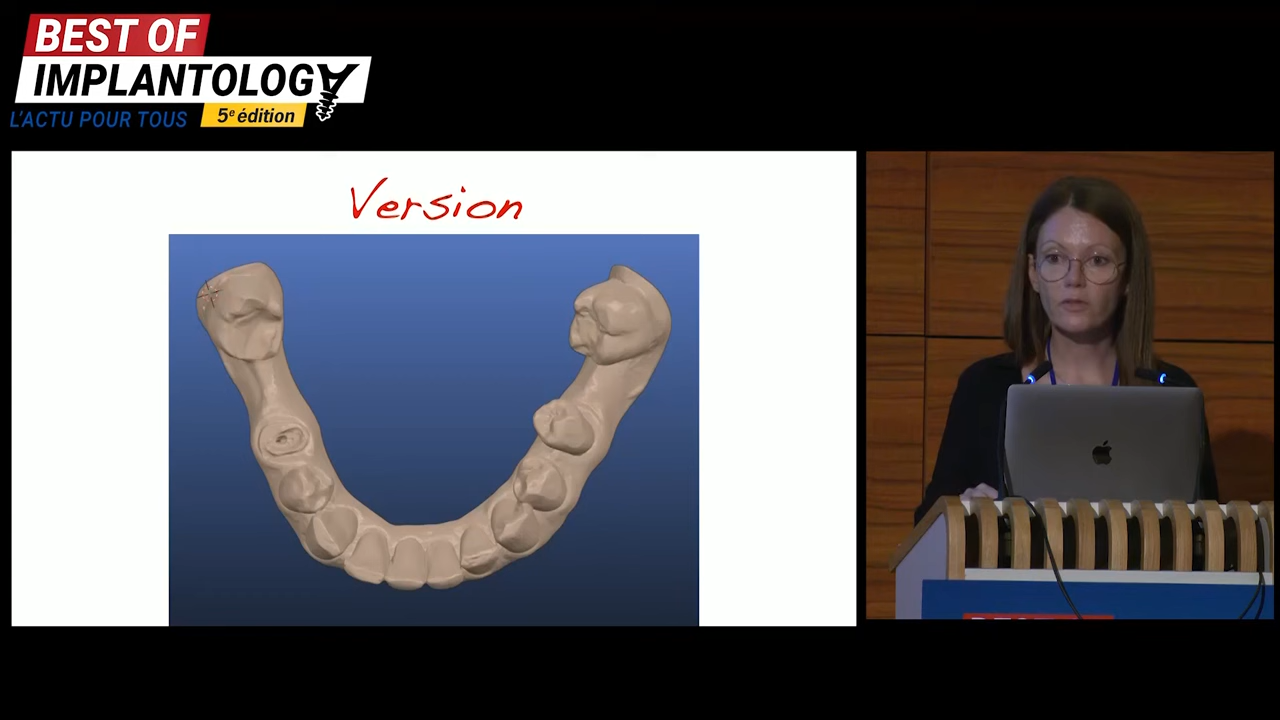 BEST OF
IMPLANTOLOGY
L'ACTU POUR TOUS
5e édition
Version